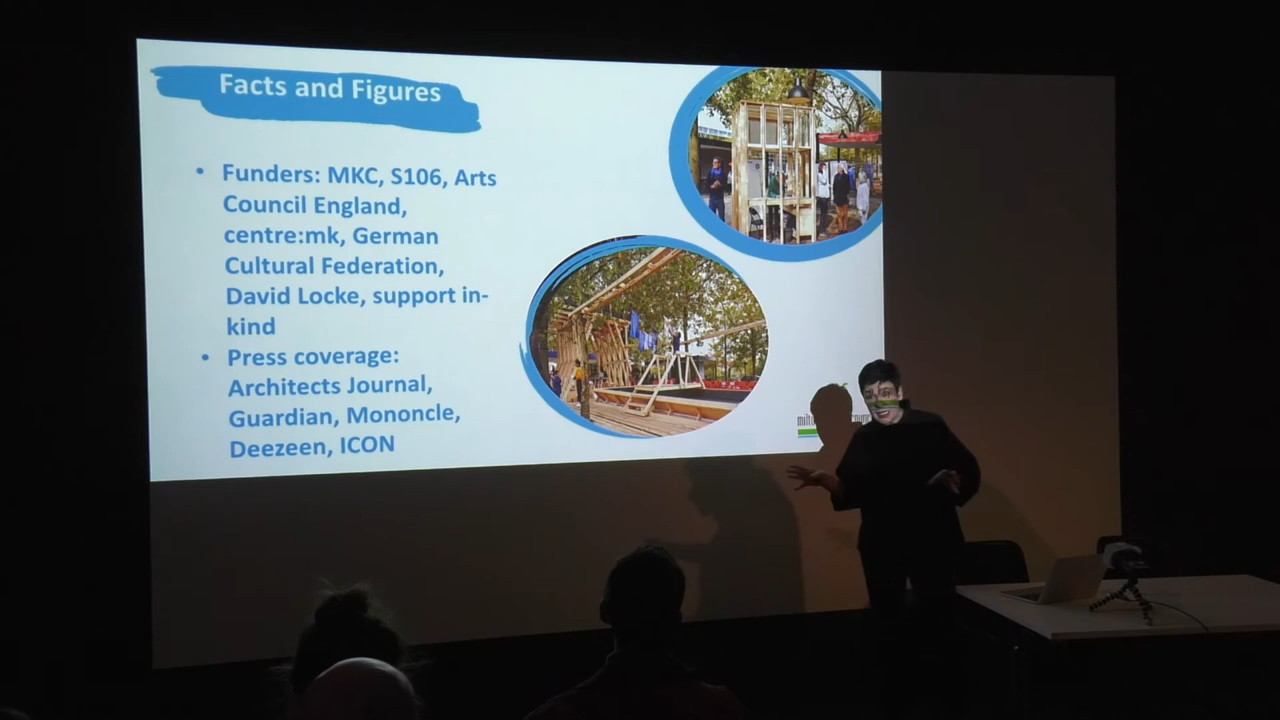 Facts and Figures
• Funders: MKC, S106, Arts
Council England,
centre:mk, German
Cultural Federation,
David Locke, support in-
kind
• Press coverage:
Architects Journal,
Guardian, Mononcle,
Deezeen, ICON